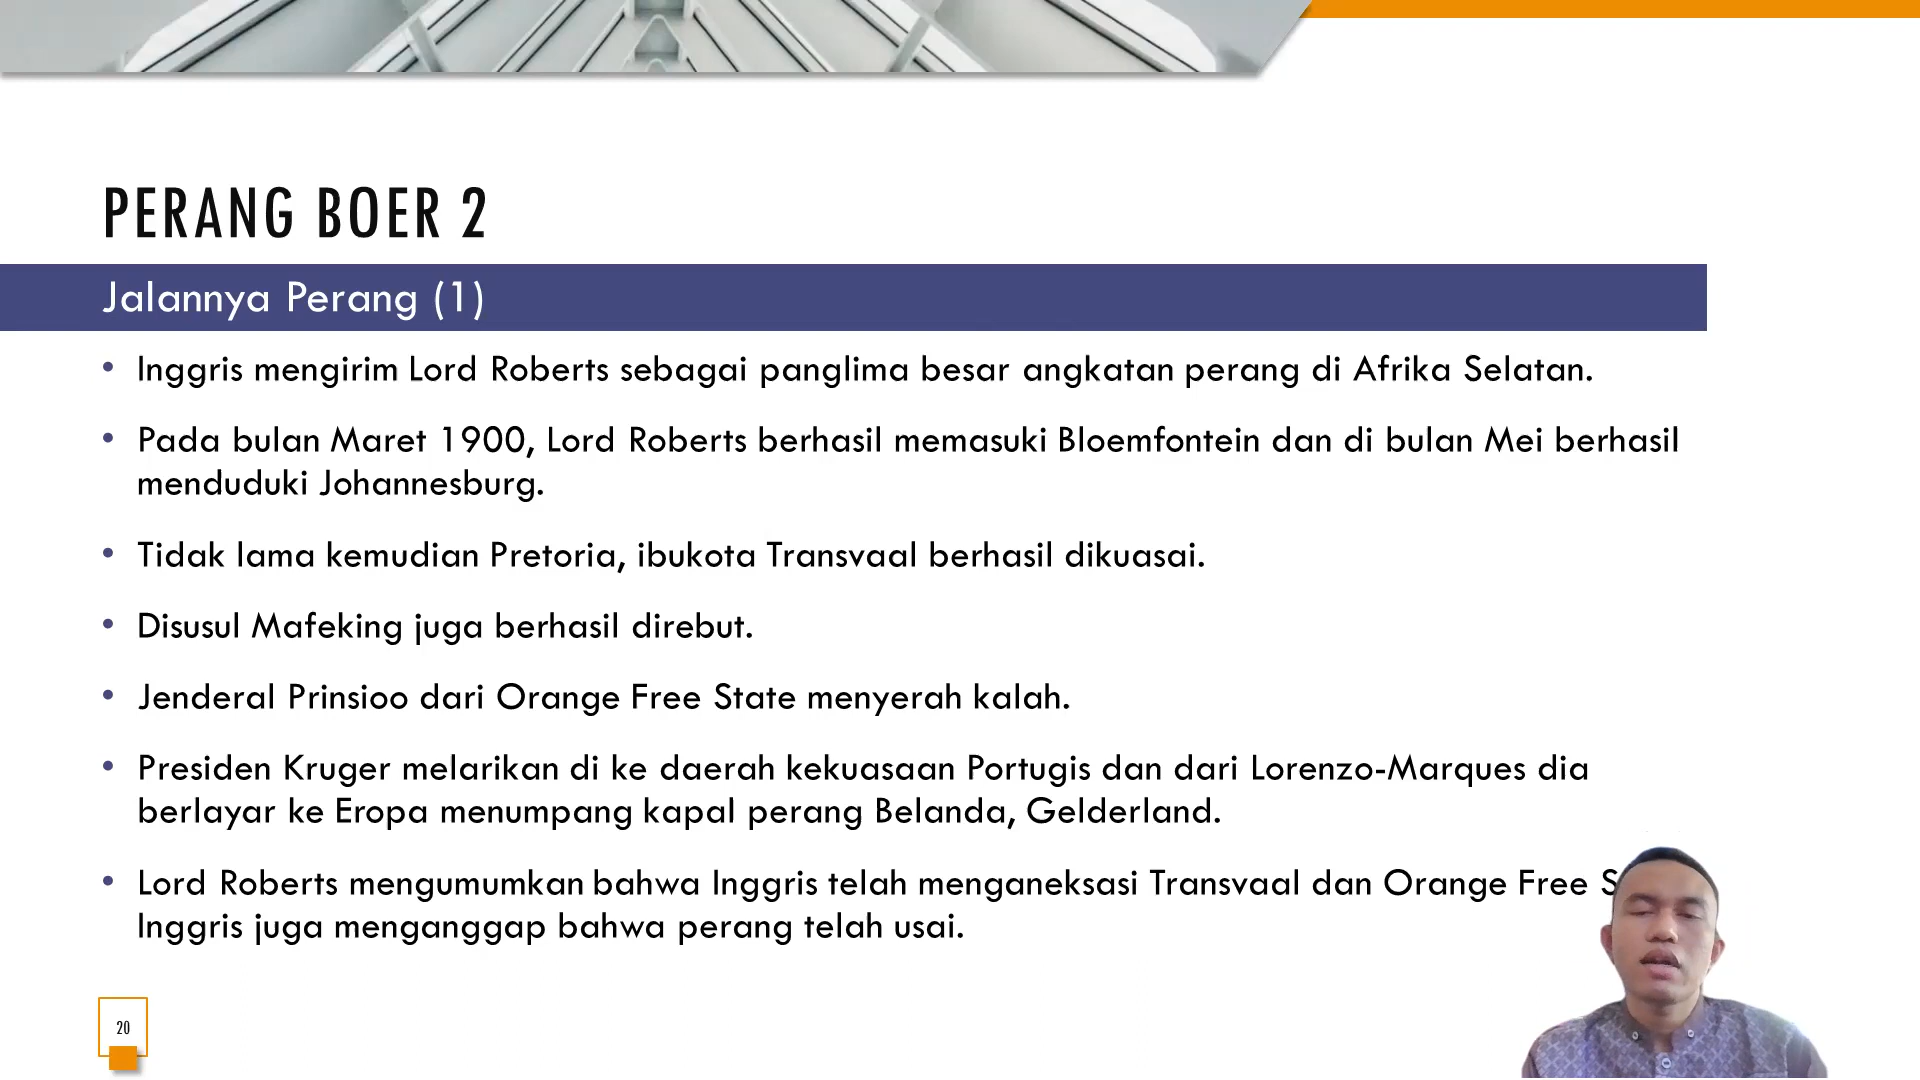 PERANG BOER 2
Jalannya Perang (1)
• Inggris mengirim Lord Roberts sebagai panglima besar angkatan perang di Afrika Selatan.
• Pada bulan Maret 1900, Lord Roberts berhasil memasuki Bloemfontein dan di bulan Mei berhasil
menduduki Johannesburg.
• Tidak lama kemudian Pretoria, ibukota Transvaal berhasil dikuasai.
• Disusul Mafeking juga berhasil direbut.
• Jenderal Prinsioo dari Orange Free State menyerah kalah.
• Presiden Kruger melarikan di ke daerah kekuasaan Portugis dan dari Lorenzo-Marques dia
berlayar ke Eropa menumpang kapal perang Belanda, Gelderland.
• Lord Roberts mengumumkan bahwa Inggris telah menganeksasi Transvaal dan Orange Free
Inggris juga menganggap bahwa perang telah usai.
20